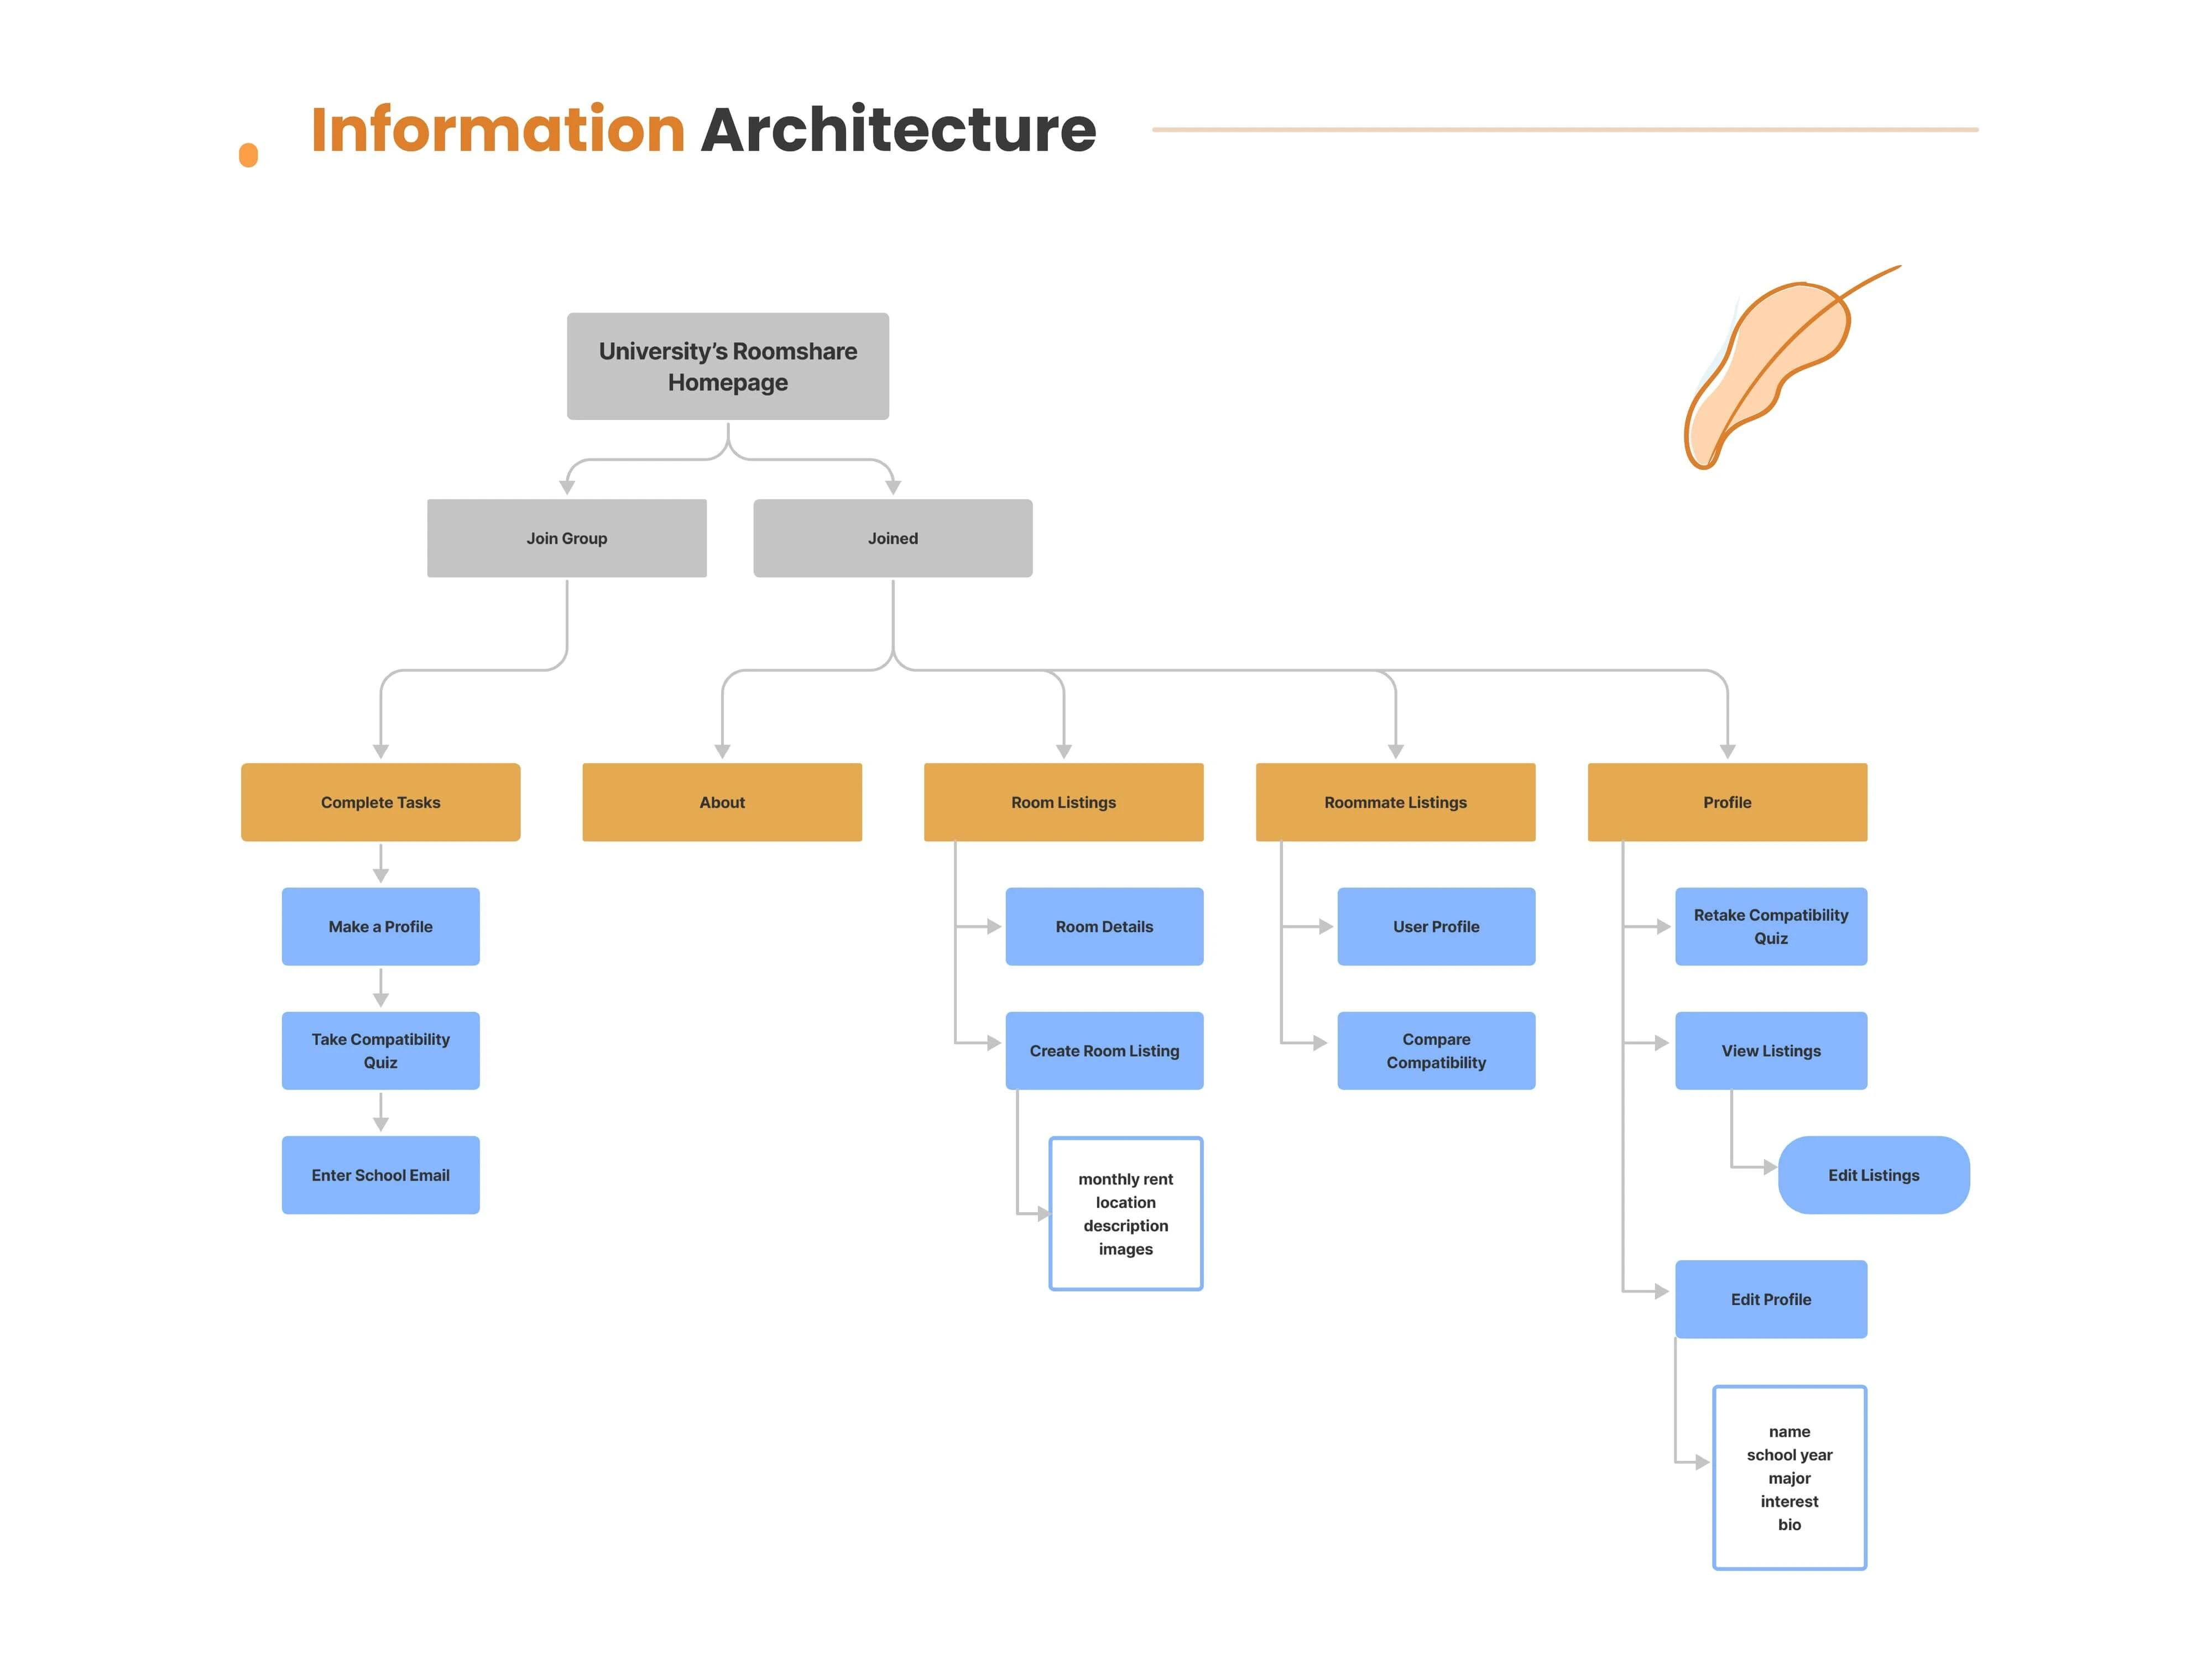 Information Architecture
University’s Roomshare
Homepage
Join Group
Joined
Complete Tasks
About
Room Listings
Roommate Listings
Profile
Make a Profile
Room Details
User Profile
Retake Compatibility
Quiz
Take Compatibility
Quiz
Create Room Listing
Compare
Compatibility
View Listings
Enter School Email
monthly rent
location
description
images
Edit Listings
Edit Profile
name
school year
major
interest
bio